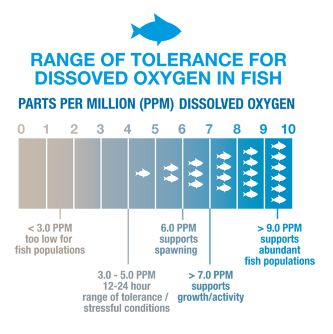 RANGE OF TOLERANCE FOR
DISSOVED OXYGEN IN FISH
PARTS PER MILLION (PPM) DISSOLVED OXYGEN
0 1 2 3 4 5 6 7 8 9 10
< 3.0 PPM
too low for
fish populations
3.0 - 5.0 PPM
12-24 hour
range of tolerance /
stressful conditions
6.0 PPM
supports
spawning
> 7.0 PPM
supports
growth/activity
> 9.0 PPM
supports
abundant
fish populations